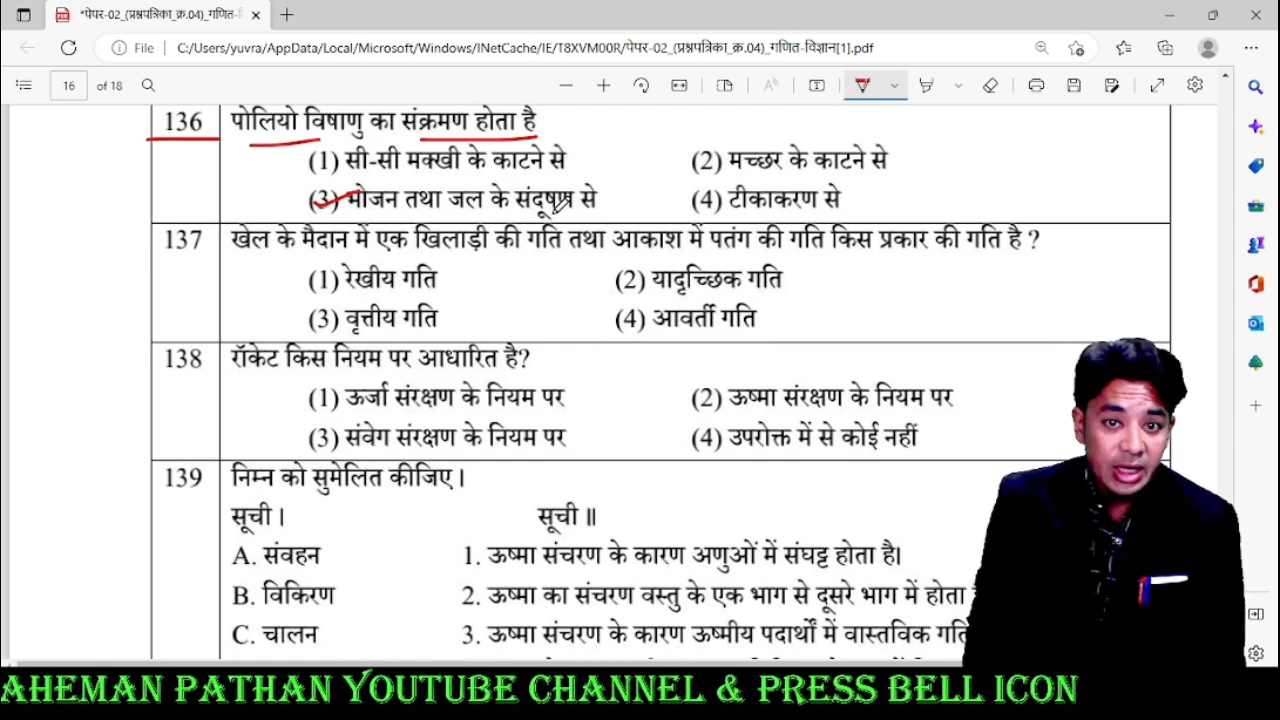 *पेपर-02_(प्रश्नपत्रिका_क्र.04)_गणित-वि
File C:/Users/yuvra/AppData/Local/Microsoft/Windows/INetCache/IE/T8XVM00R/पेपर-02_(प्रश्नपत्रिका_क्र.04)_गणित-विज्ञान[1].pdf
16 of 18
136 पोलियो विषाणु का संक्रमण होता है
(1) सी-सी मक्खी के काटने से (2) मच्छर के काटने से
(3) भोजन तथा जल के संदूषण से (4) टीकाकरण से
137 खेल के मैदान में एक खिलाड़ी की गति तथा आकाश में पतंग की गति किस प्रकार की गति है ?
(1) रेखीय गति (2) यादृच्छिक गति
(3) वृत्तीय गति (4) आवर्ती गति
138 रॉकेट किस नियम पर आधारित है?
(1) ऊर्जा संरक्षण के नियम पर (2) ऊष्मा संरक्षण के नियम पर
(3) संवेग संरक्षण के नियम पर (4) उपरोक्त में से कोई नहीं
139 निम्न को सुमेलित कीजिए।
सूची। सूची॥
A. संवहन 1. ऊष्मा संचरण के कारण अणुओं में संघट्ट होता है।
B. विकिरण 2. ऊष्मा का संचरण वस्तु के एक भाग से दूसरे भाग में होता
C. चालन 3. ऊष्मा संचरण के कारण ऊष्मीय पदार्थों में वास्तविक गति
AHEMAN PATHAN YOUTUBE CHANNEL & PRESS BELL ICON